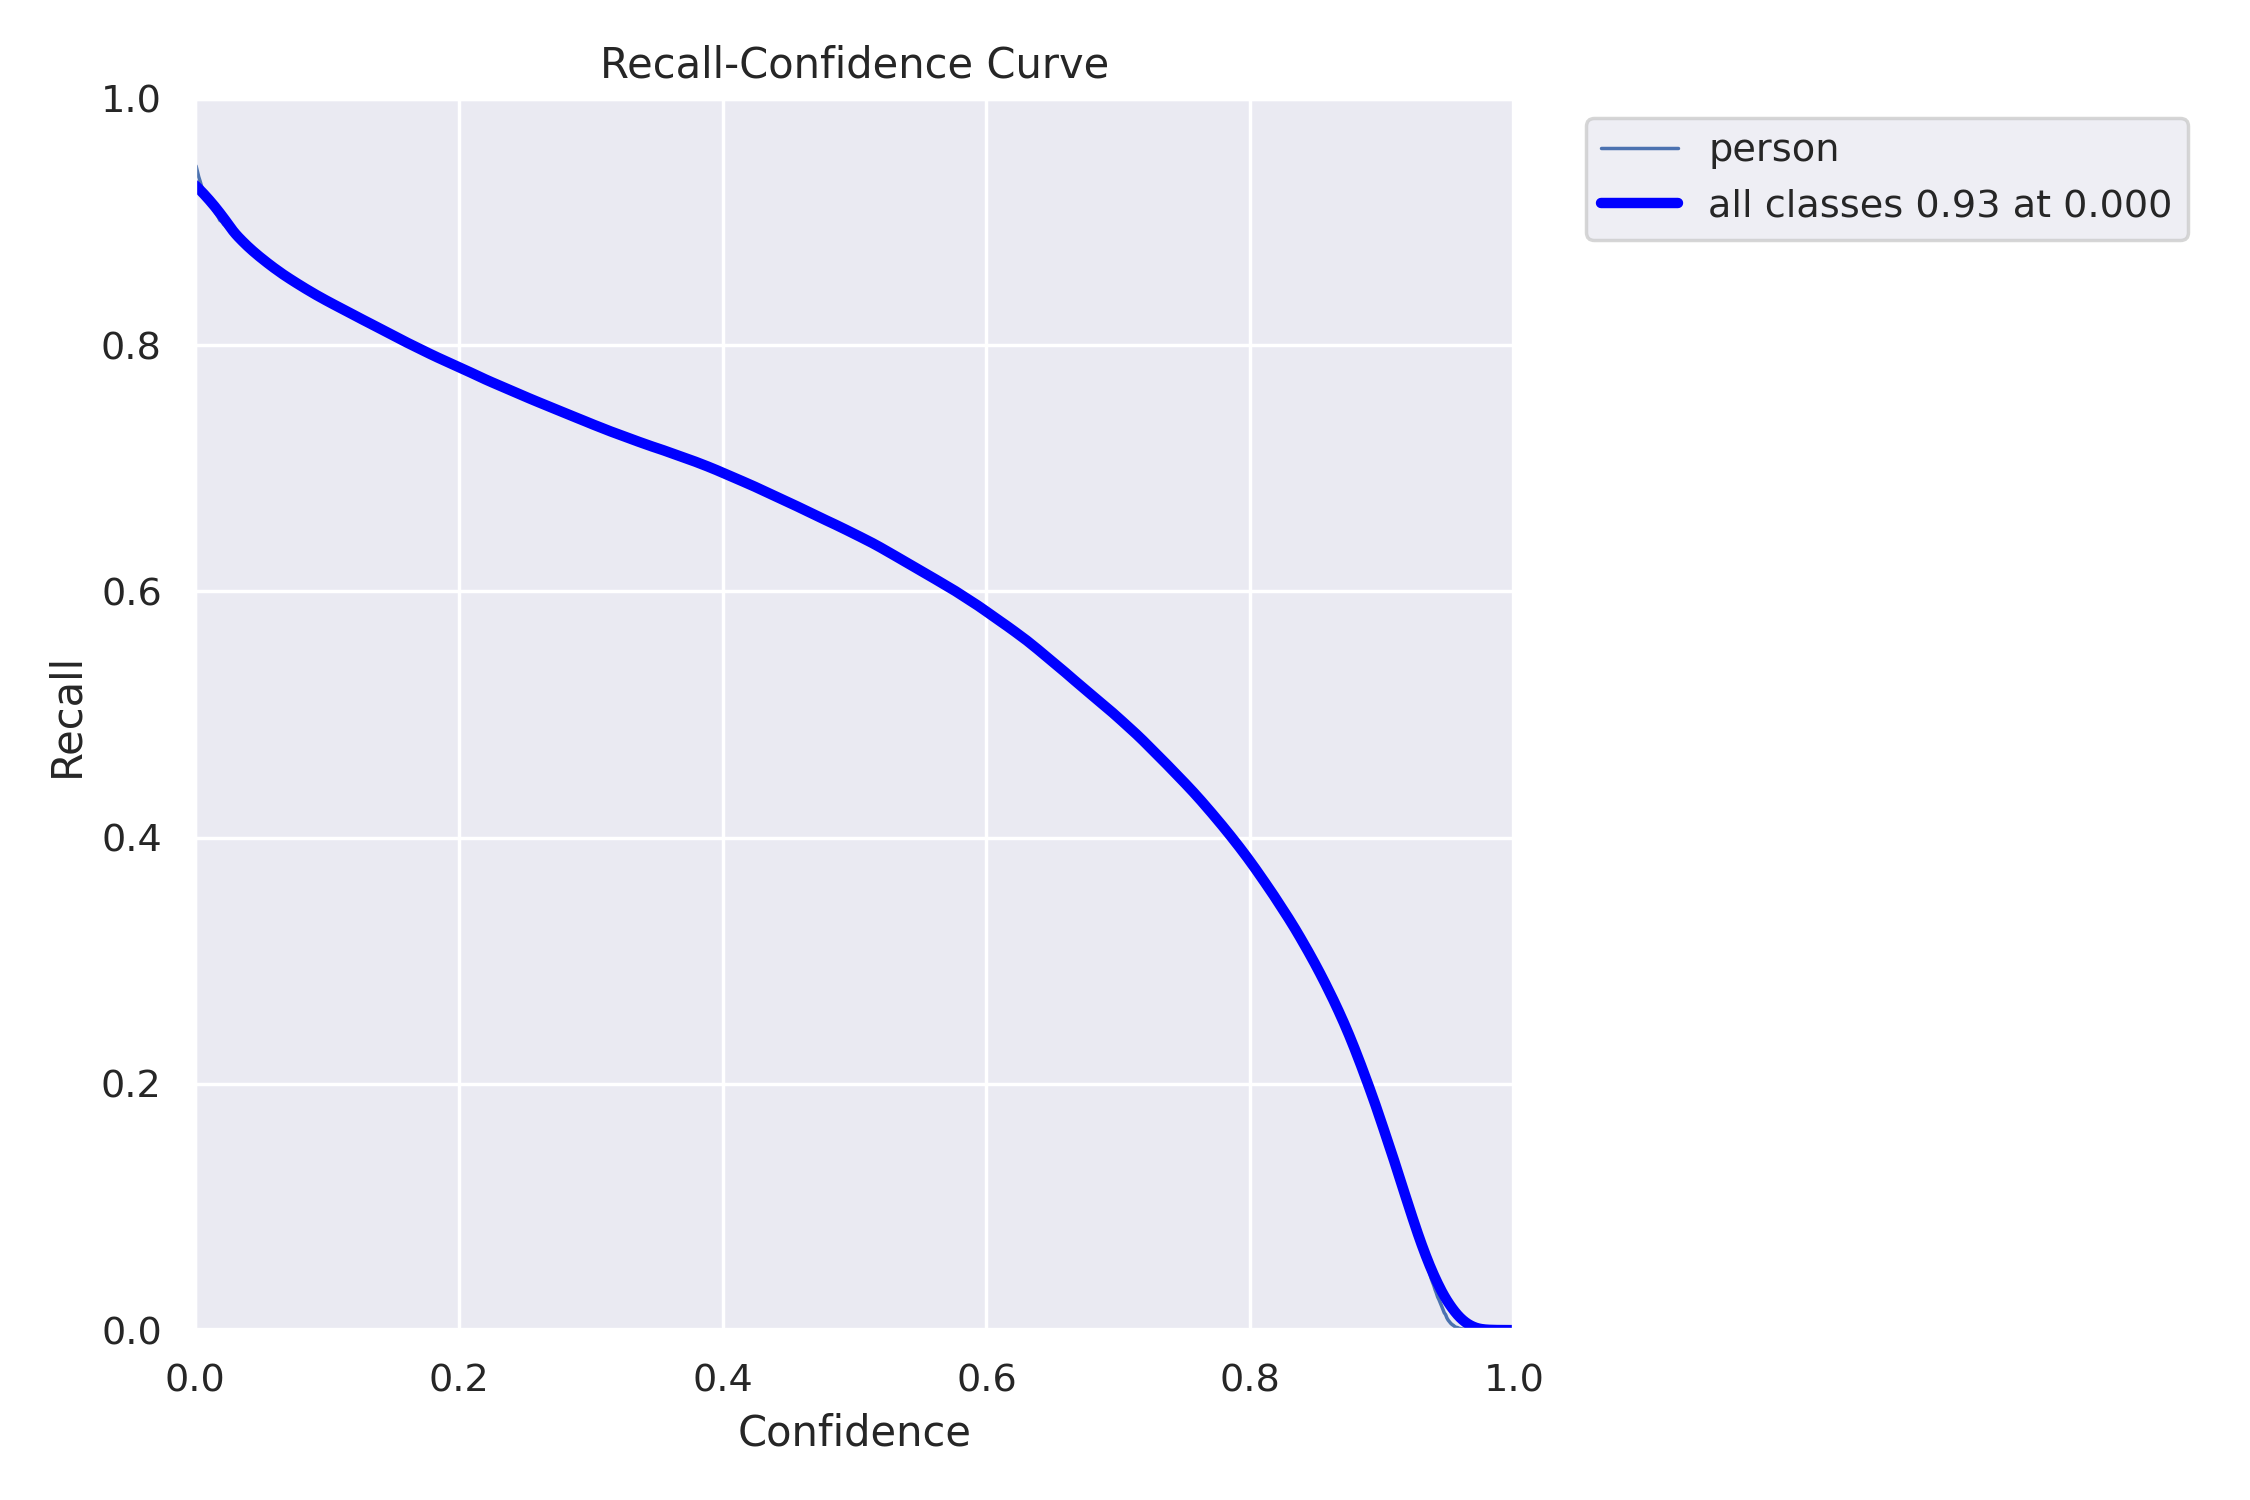 Recall-Confidence Curve
1.0
0.8
0.6
0.4
0.2
0.0
Recall
0.0 0.2 0.4 0.6 0.8 1.0
Confidence
person
all classes 0.93 at 0.000